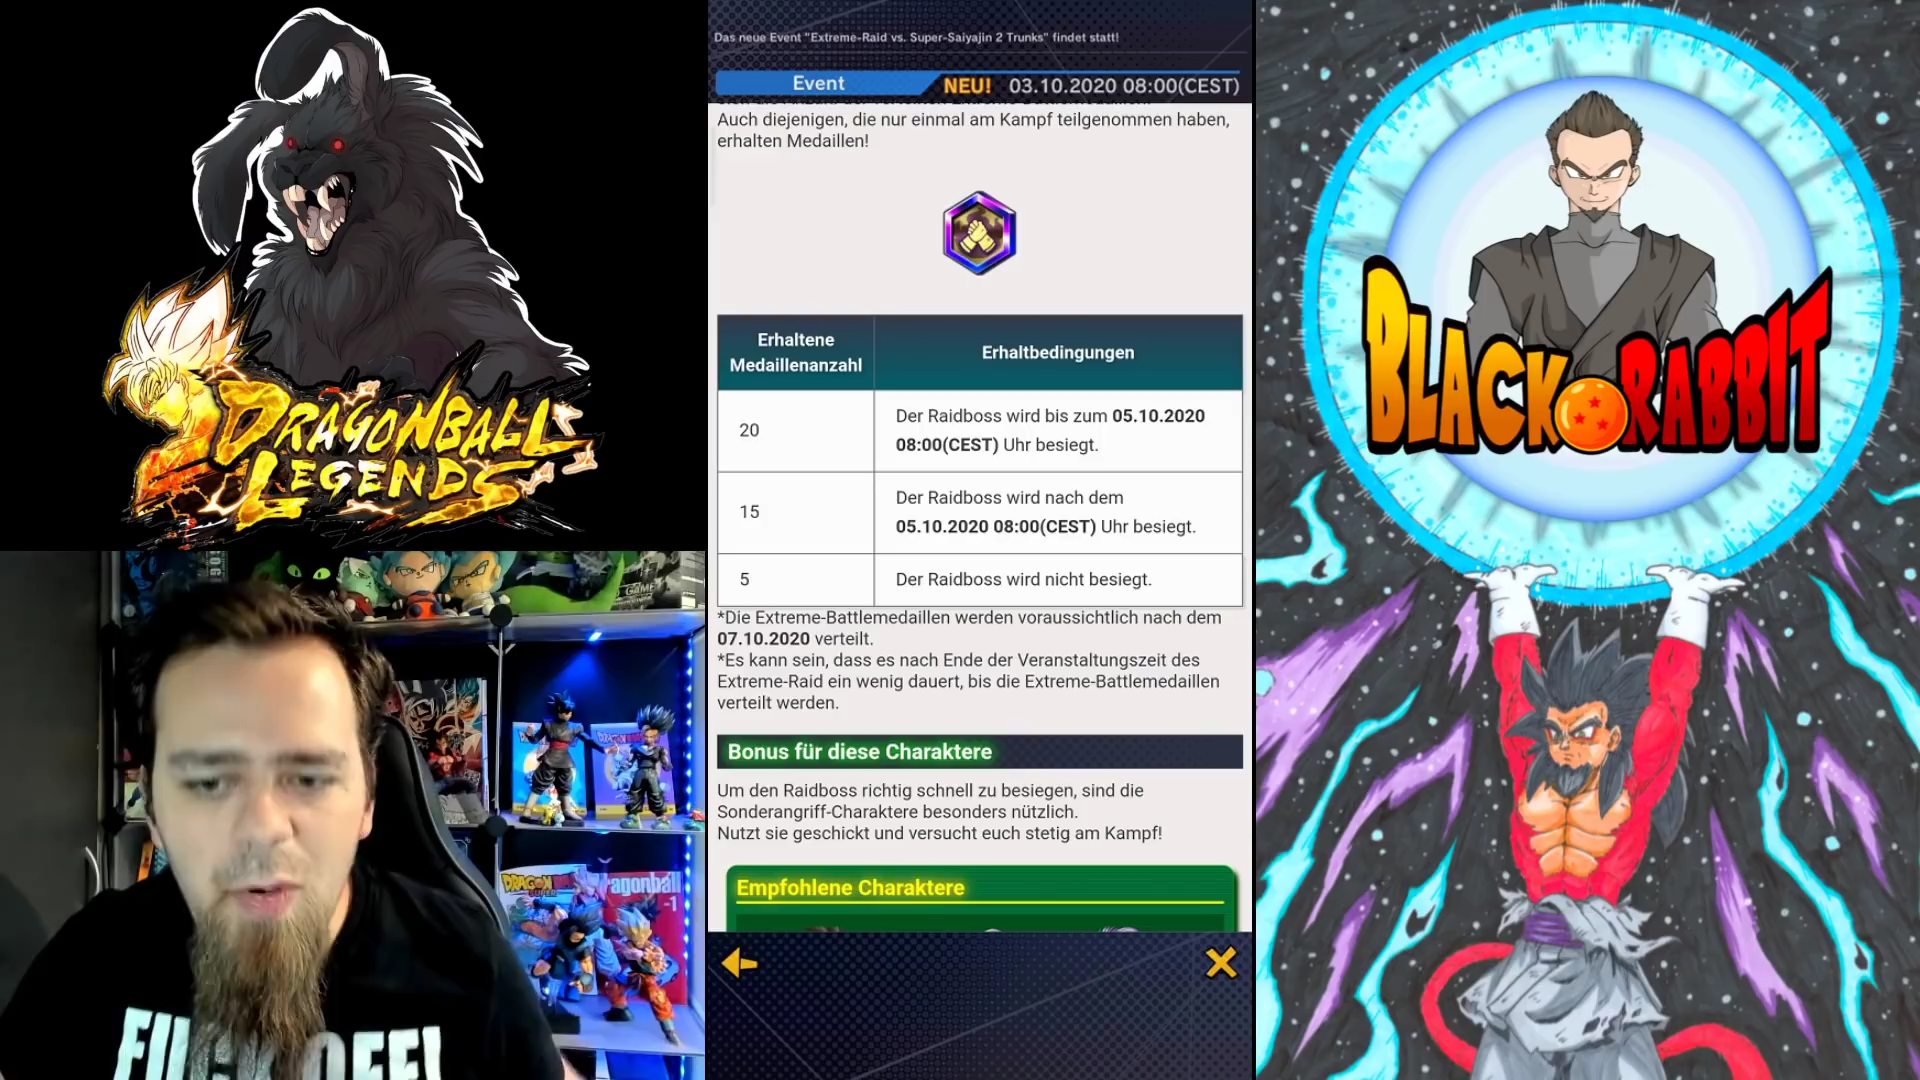 DRAGONBALL
LEGENDS
Das neue Event "Extreme-Raid vs. Super-Saiyajin 2 Trunks" findet statt!
Event NEU! 03.10.2020 08:00(CEST)
Auch diejenigen, die nur einmal am Kampf teilgenommen haben,
erhalten Medaillen!
Erhaltene
Medaillenanzahl
Erhaltbedingungen
20
Der Raidboss wird bis zum 05.10.2020
08:00(CEST) Uhr besiegt.
15
Der Raidboss wird nach dem
05.10.2020 08:00(CEST) Uhr besiegt.
5
Der Raidboss wird nicht besiegt.
*Die Extreme-Battlemedaillen werden voraussichtlich nach dem
07.10.2020 verteilt.
*Es kann sein, dass es nach Ende der Veranstaltungszeit des
Extreme-Raid ein wenig dauert, bis die Extreme-Battlemedaillen
verteilt werden.
Bonus für diese Charaktere
Um den Raidboss richtig schnell zu besiegen, sind die
Sonderangriff-Charaktere besonders nützlich.
Nutzt sie geschickt und versucht euch stetig am Kampf!
Empfohlene Charaktere
BLACK RABBIT
GAME
DRAGON
SUPER
ragonball
-1